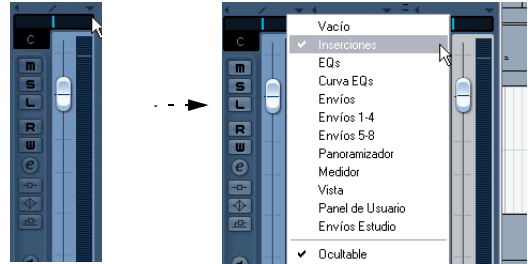 C
m
S
L
R
W
e
C
m
S
L
R
W
e
Vacío
✓ Inserciones
EQs
Curva EQs
Envíos
Envíos 1-4
Envíos 5-8
Panoramizador
Medidor
Vista
Panel de Usuario
Envíos Estudio
✓ Ocultable